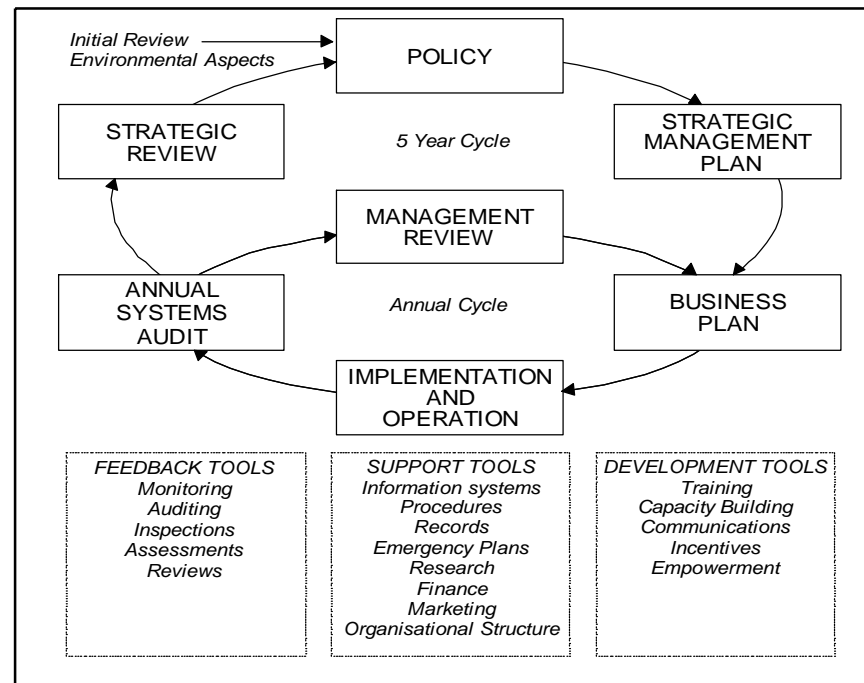 Initial Review
Environmental Aspects
POLICY
STRATEGIC
REVIEW
5 Year Cycle
STRATEGIC
MANAGEMENT
PLAN
MANAGEMENT
REVIEW
ANNUAL
SYSTEMS
AUDIT
Annual Cycle
BUSINESS
PLAN
IMPLEMENTATION
AND
OPERATION
FEEDBACK TOOLS
Monitoring
Auditing
Inspections
Assessments
Reviews
SUPPORT TOOLS
Information systems
Procedures
Records
Emergency Plans
Research
Finance
Marketing
Organisational Structure
DEVELOPMENT TOOLS
Training
Capacity Building
Communications
Incentives
Empowerment